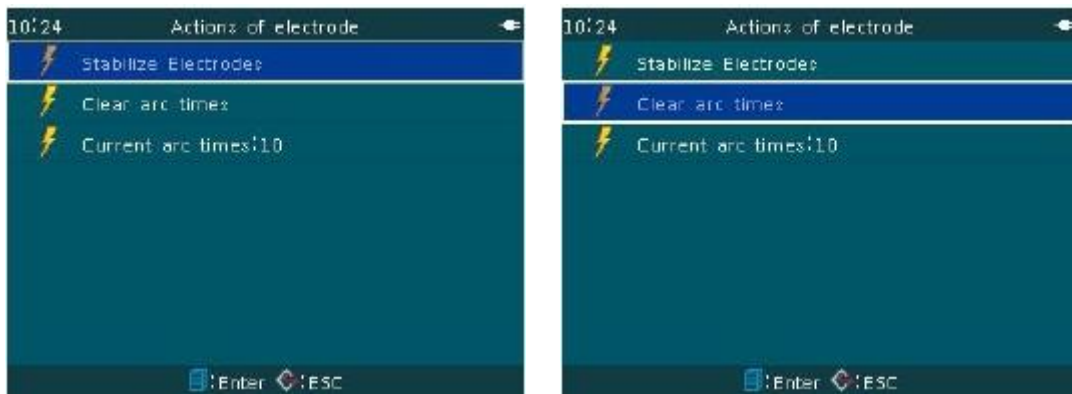 10:24 Actions of electrode
Stabilize Electrodes
Clear arc times
Current arc times:10
:Enter :ESC
10:24 Actions of electrode
Stabilize Electrodes
Clear arc times
Current arc times:10
:Enter :ESC